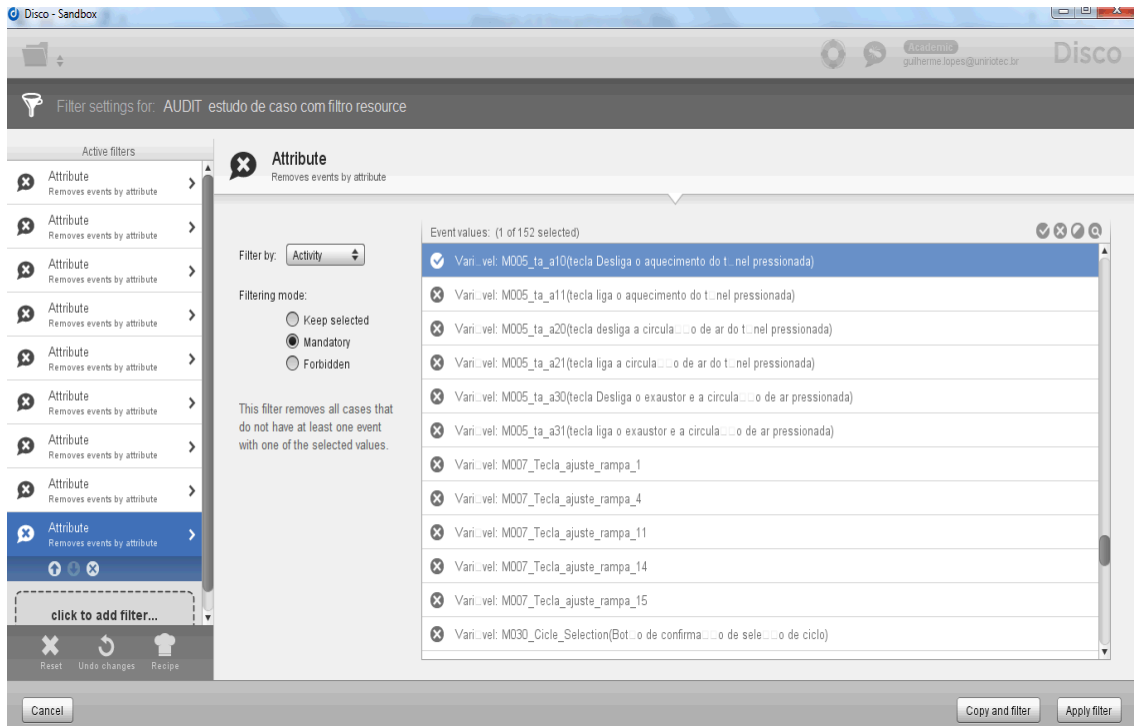 Disco - Sandbox
Academic
guilherme.lopes@uniriotec.br
Disco
Filter settings for: AUDIT estudo de caso com filtro resource
Active filters
Attribute
Removes events by attribute
Attribute
Removes events by attribute
Attribute
Removes events by attribute
Attribute
Removes events by attribute
Attribute
Removes events by attribute
Attribute
Removes events by attribute
Attribute
Removes events by attribute
Attribute
Removes events by attribute
Attribute
Removes events by attribute
click to add filter...
Reset Undo changes Recipe
Attribute
Removes events by attribute
Filter by: Activity
Filtering mode:
Keep selected
Mandatory
Forbidden
This filter removes all cases that
do not have at least one event
with one of the selected values.
Event values: (1 of 152 selected)
Vari□vel: M005_ta_a10(tecla Desliga o aquecimento do t□nel pressionada)
Vari□vel: M005_ta_a11(tecla liga o aquecimento do t□nel pressionada)
Vari□vel: M005_ta_a20(tecla desliga a circula□□o de ar do t□nel pressionada)
Vari□vel: M005_ta_a21(tecla liga a circula□□o de ar do t□nel pressionada)
Vari□vel: M005_ta_a30(tecla Desliga o exaustor e a circula□□o de ar pressionada)
Vari□vel: M005_ta_a31(tecla liga o exaustor e a circula□□o de ar pressionada)
Vari□vel: M007_Tecla_ajuste_rampa_1
Vari□vel: M007_Tecla_ajuste_rampa_4
Vari□vel: M007_Tecla_ajuste_rampa_11
Vari□vel: M007_Tecla_ajuste_rampa_14
Vari□vel: M007_Tecla_ajuste_rampa_15
Vari□vel: M030_Cicle_Selection(Bot□o de confirma□□o de sele□□o de ciclo)
Cancel
Copy and filter
Apply filter